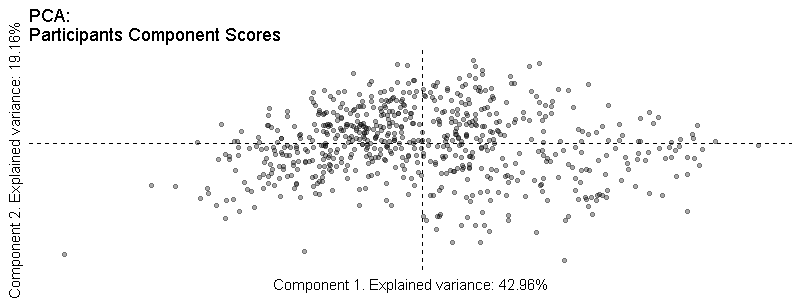 PCA:
Participants Component Scores
Component 2. Explained variance: 19.16%
Component 1. Explained variance: 42.96%